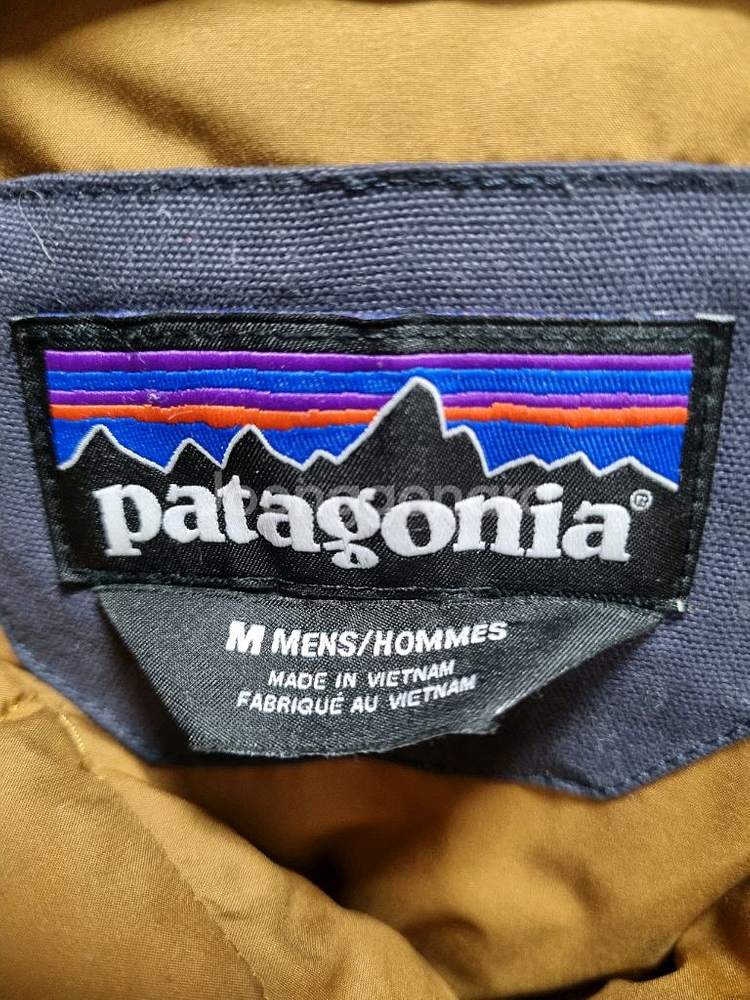 patagonia®
M MENS/HOMMES
MADE IN VIETNAM
FABRIQUÉ AU VIETNAM